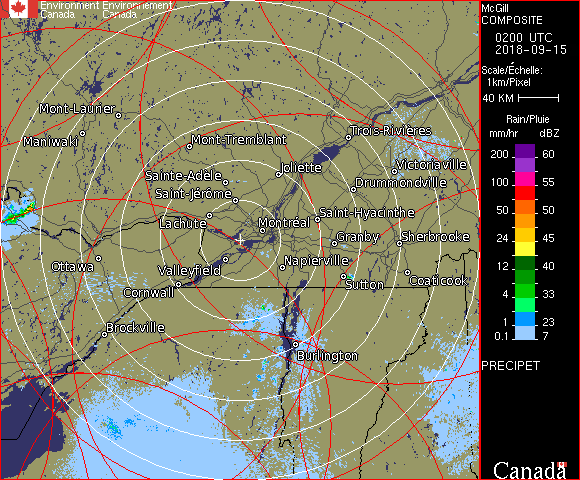 Environment Environnement
Canada Canada
McGill
COMPOSITE
0200 UTC
2018-09-15
Scale/Échelle:
1km/Pixel
40 KM
Rain/Pluie
mm/hr dBZ
200 60
100 55
50 50
24 45
12 40
4 33
1 23
0.1 7
PRECIPET
Canada
Mont-Laurier
Maniwaki
Mont-Tremblant
Trois-Rivières
Victoriaville
Joliette
Sainte-Adèle
Drummondville
Saint-Jérôme
Lachute
Saint-Hyacinthe
Montréal
Granby
Sherbrooke
Ottawa
Valleyfield
Napierville
Cornwall
Sutton
Coaticook
Brockville
Burlington